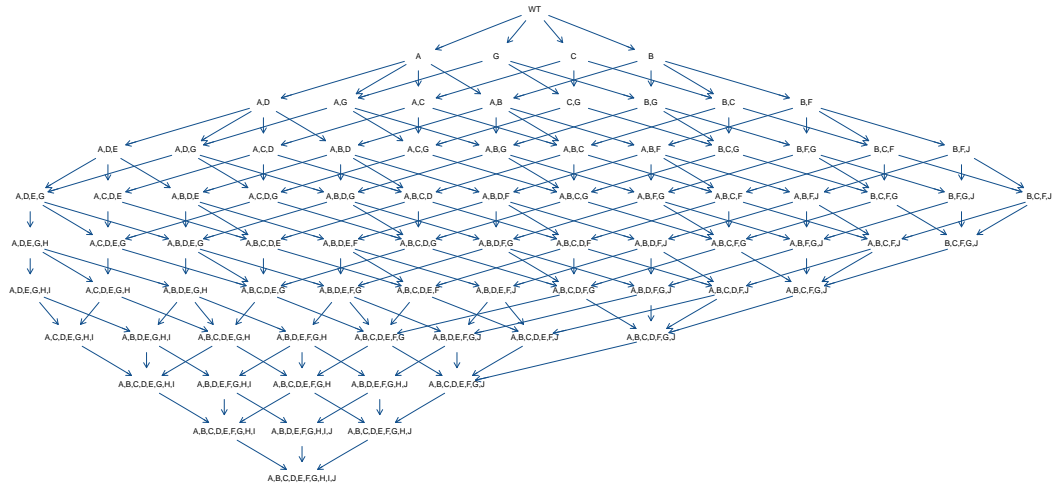 WT
A G C B
A,D A,G A,C A,B C,G B,G B,C B,F
A,D,E A,D,G A,C,D A,B,D A,C,G A,B,G A,B,C A,B,F B,C,G B,F,G B,C,F B,F,J
A,D,E,G A,C,D,E A,B,D,E A,C,D,G A,B,D,G A,B,C,D A,B,D,F A,B,C,G A,B,F,G A,B,C,F A,B,F,J B,C,F,G B,F,G,J B,C,F,J
A,D,E,G,H A,C,D,E,G A,B,D,E,G A,B,C,D,E A,B,D,E,F A,B,C,D,G A,B,D,F,G A,B,C,D,F A,B,D,F,J A,B,C,F,G A,B,F,G,J A,B,C,F,J B,C,F,G,J
A,D,E,G,H,I A,C,D,E,G,H A,B,D,E,G,H A,B,C,D,E,G A,B,D,E,F,G A,B,C,D,E,F A,B,D,E,F,J A,B,C,D,F,G A,B,D,F,G,J A,B,C,D,F,J A,B,C,F,G,J
A,C,D,E,G,H,I A,B,D,E,G,H,I A,B,C,D,E,G,H A,B,D,E,F,G,H A,B,C,D,E,F,G A,B,D,E,F,G,J A,B,C,D,E,F,J A,B,C,D,F,G,J
A,B,C,D,E,G,H,I A,B,D,E,F,G,H,I A,B,C,D,E,F,G,H A,B,D,E,F,G,H,J A,B,C,D,E,F,G,J
A,B,C,D,E,F,G,H,I A,B,D,E,F,G,H,I,J A,B,C,D,E,F,G,H,J
A,B,C,D,E,F,G,H,I,J